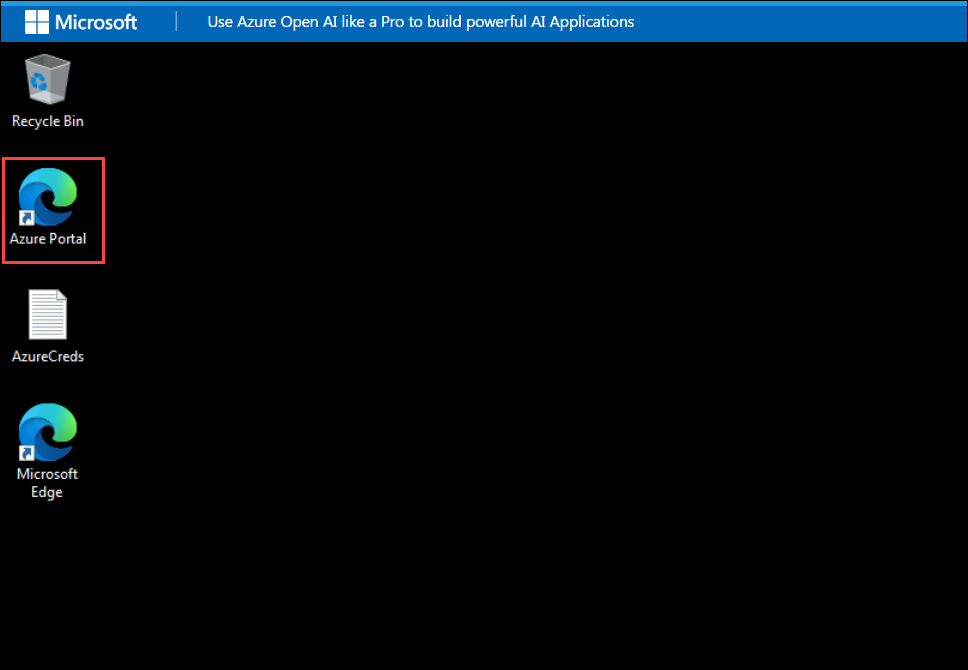 Microsoft | Use Azure Open AI like a Pro to build powerful AI Applications
Recycle Bin
Azure Portal
AzureCreds
Microsoft
Edge